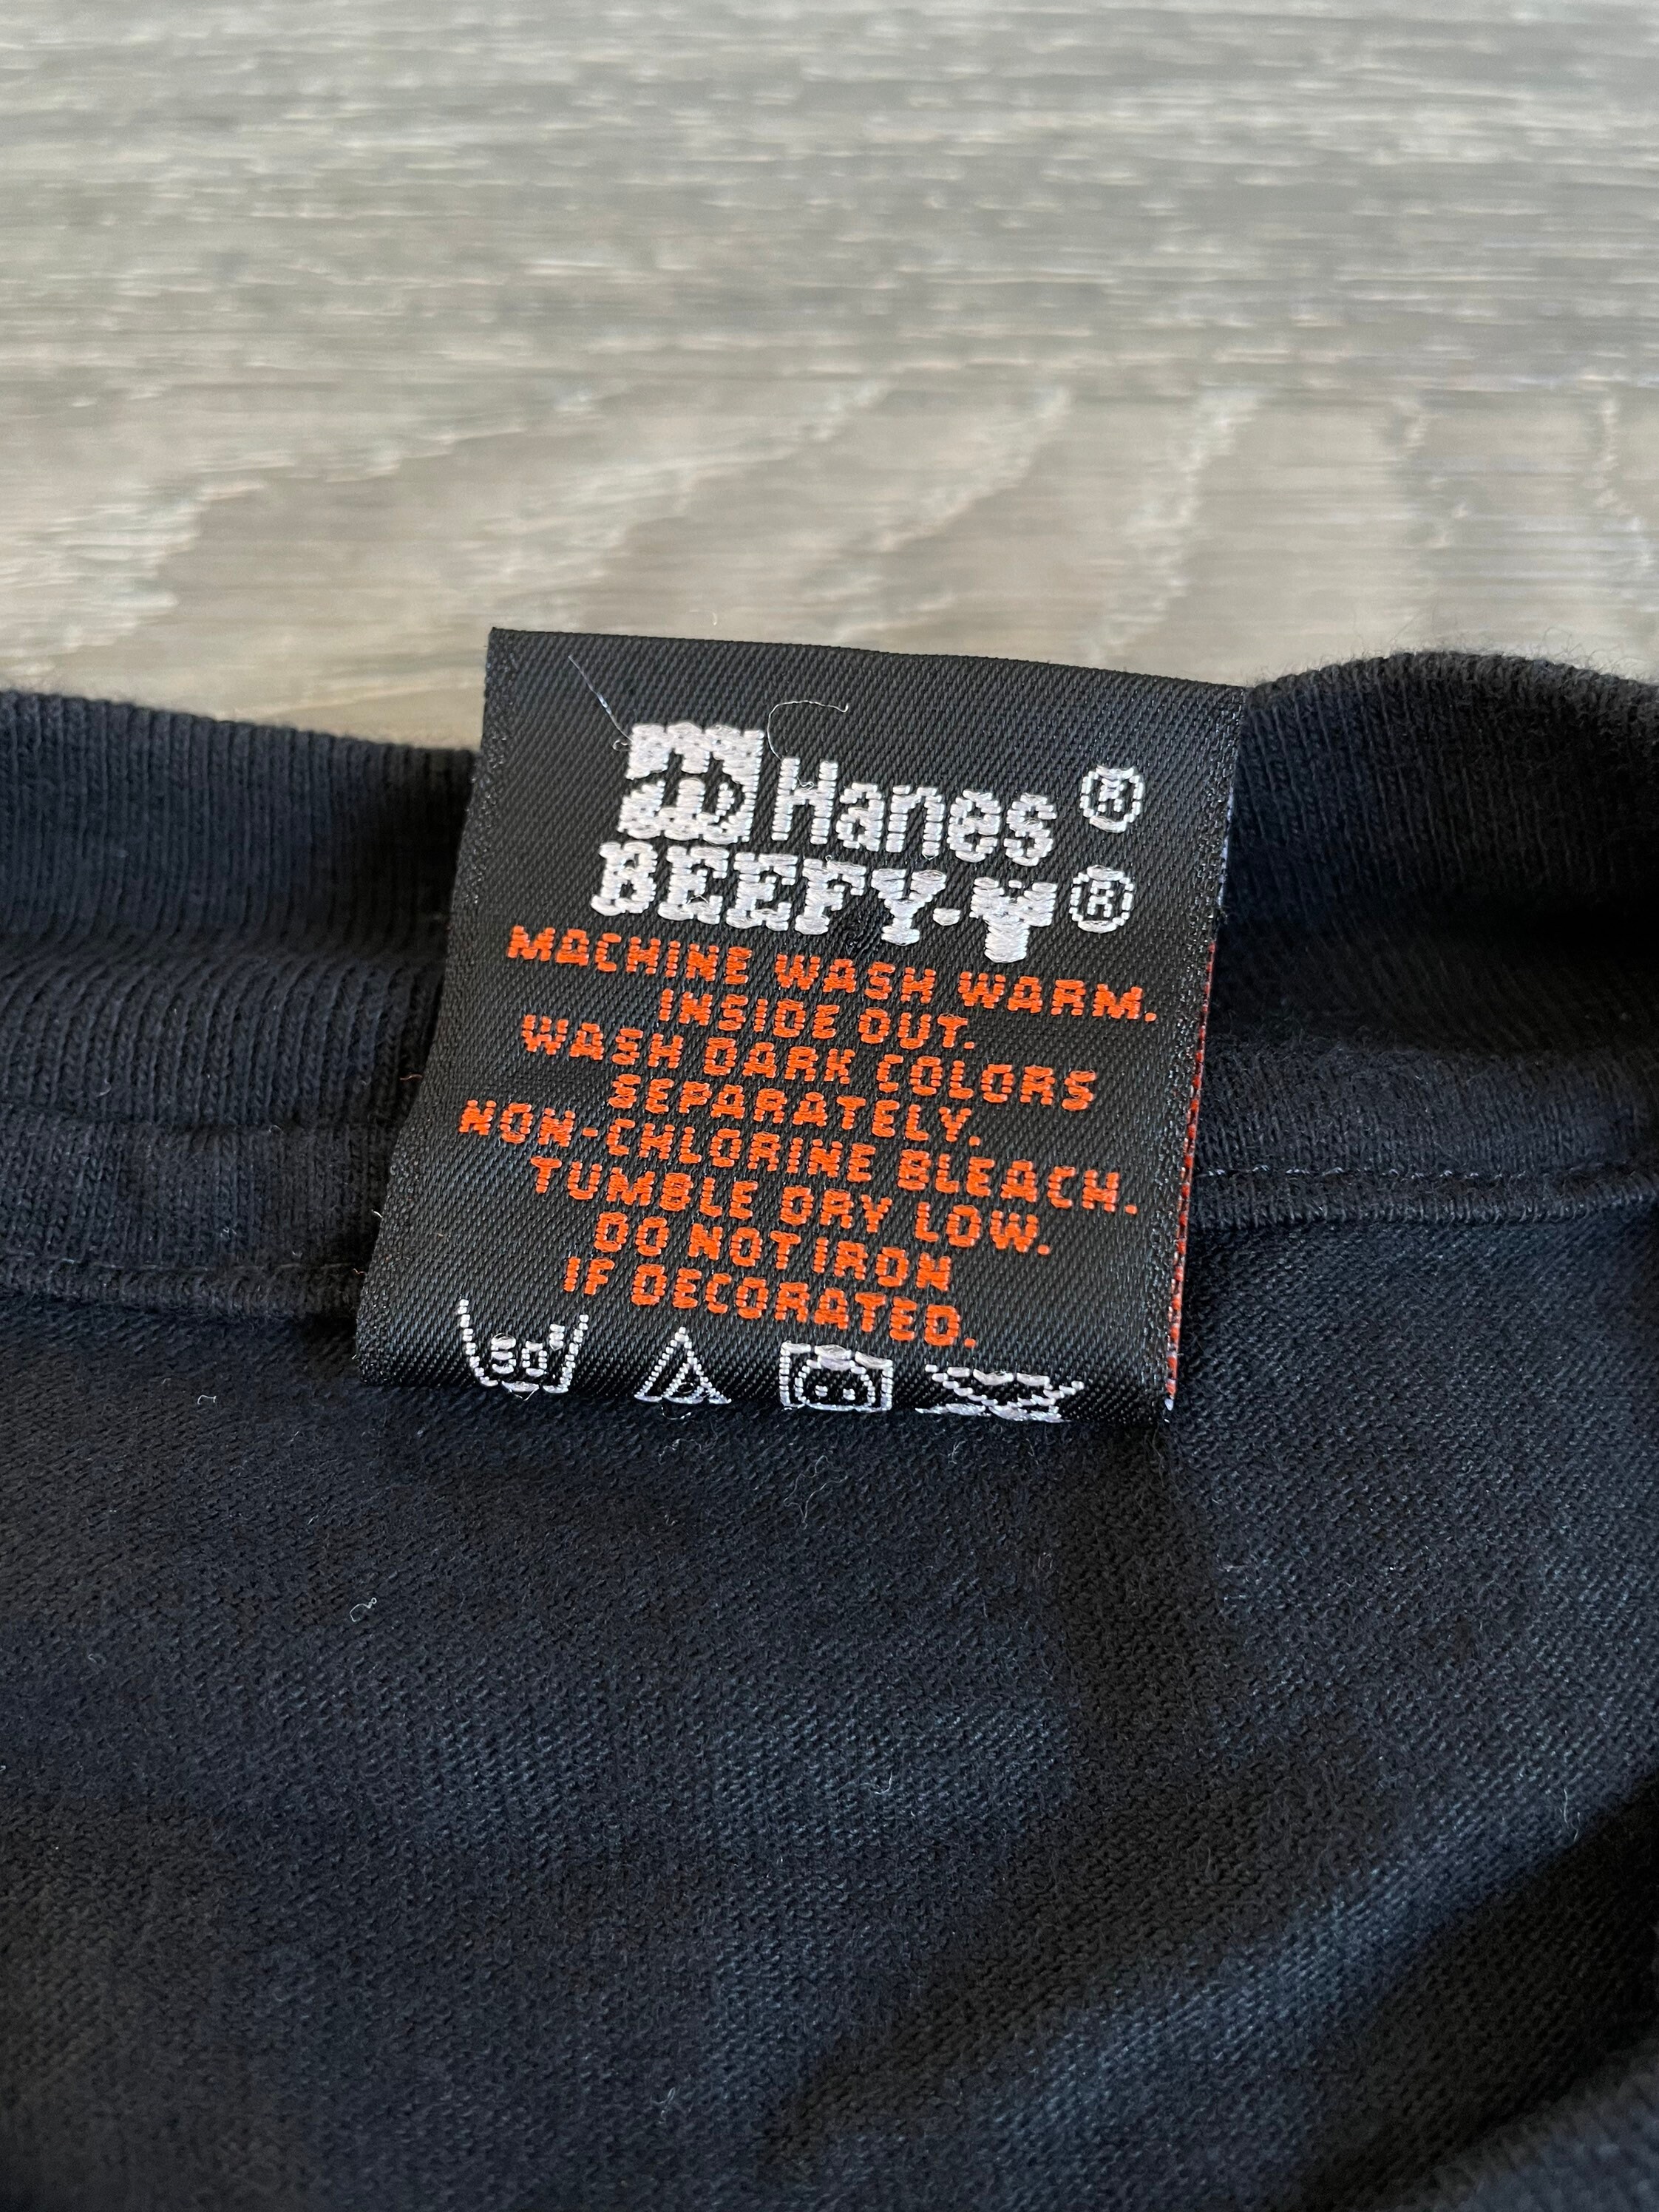 Hanes ®
BEEFY-T ®
MACHINE WASH WARM.
INSIDE OUT.
WASH DARK COLORS
SEPARATELY.
NON-CHLORINE BLEACH.
TUMBLE DRY LOW.
DO NOT IRON
IF DECORATED.